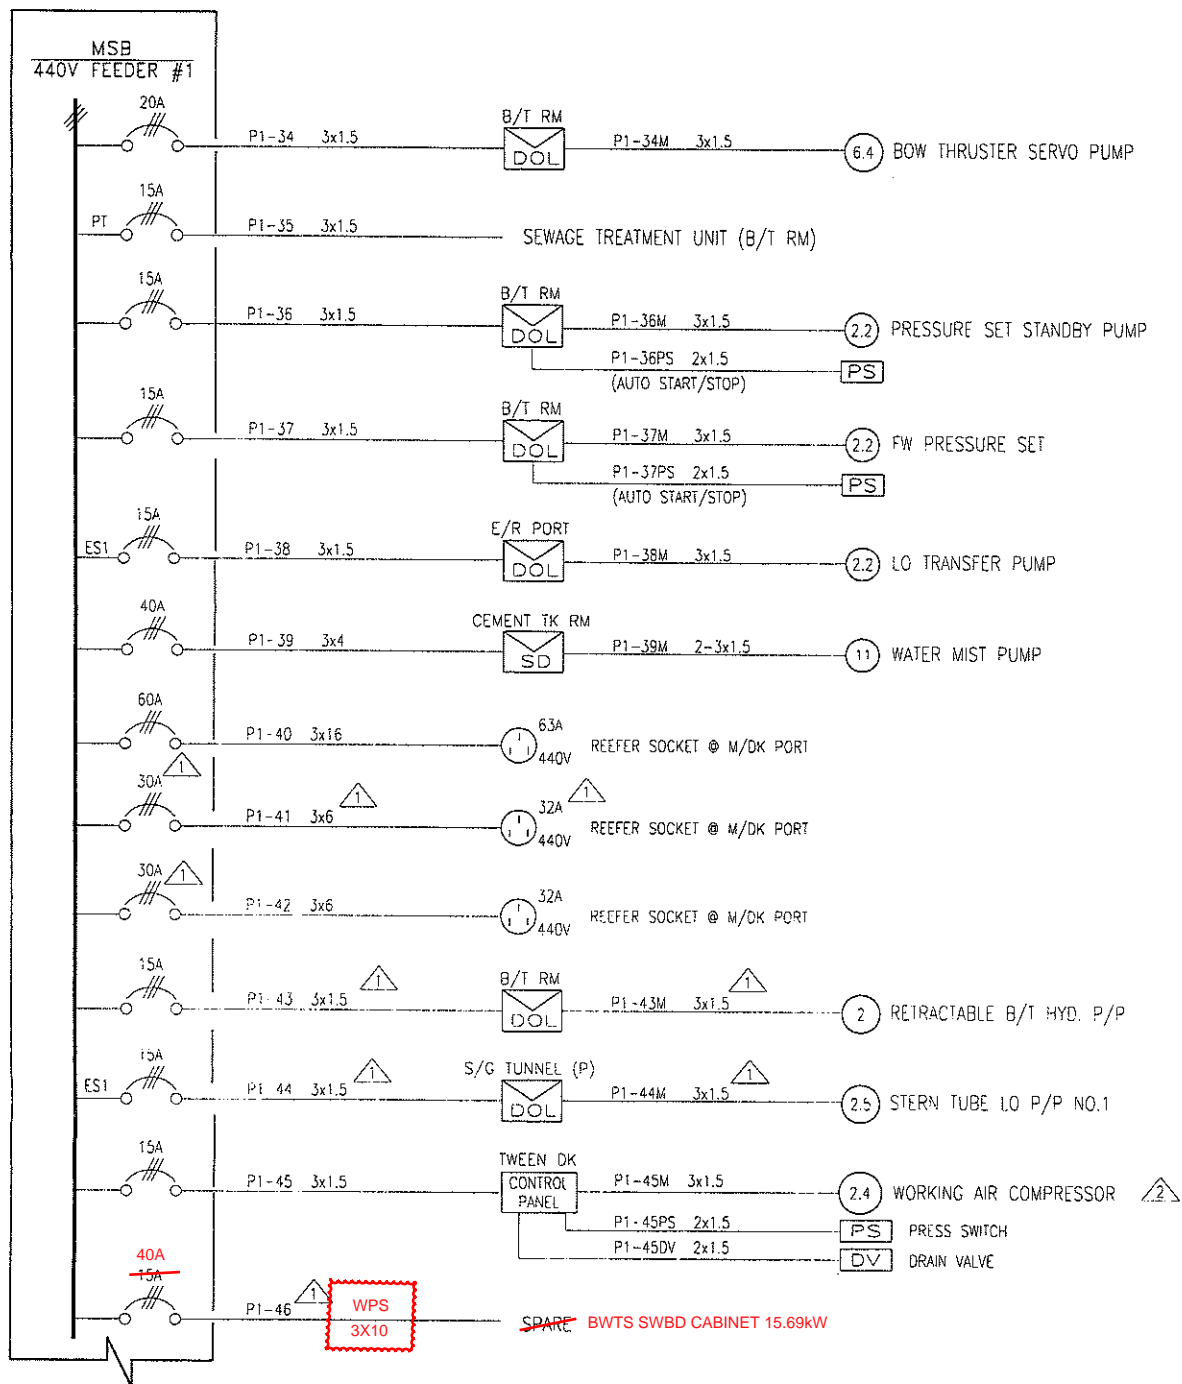 MSB
440V FEEDER #1
20A
P1-34 3x1.5
B/T RM
DOL
P1-34M 3x1.5
6.4 BOW THRUSTER SERVO PUMP
15A
PT
P1-35 3x1.5
SEWAGE TREATMENT UNIT (B/T RM)
15A
P1-36 3x1.5
B/T RM
DOL
P1-36M 3x1.5
2.2 PRESSURE SET STANDBY PUMP
P1-36PS 2x1.5
(AUTO START/STOP)
PS
15A
P1-37 3x1.5
B/T RM
DOL
P1-37M 3x1.5
2.2 FW PRESSURE SET
P1-37PS 2x1.5
(AUTO START/STOP)
PS
15A
ES1
P1-38 3x1.5
E/R PORT
DOL
P1-38M 3x1.5
2.2 LO TRANSFER PUMP
40A
P1-39 3x4
CEMENT TK RM
SD
P1-39M 2-3x1.5
11 WATER MIST PUMP
60A
P1-40 3x16
63A
440V
REEFER SOCKET @ M/DK PORT
30A 1
P1-41 3x6 1
32A 1
440V
REEFER SOCKET @ M/DK PORT
30A 1
P1-42 3x6
32A
440V
REEFER SOCKET @ M/DK PORT
15A
P1-43 3x1.5 1
B/T RM
DOL
P1-43M 3x1.5 1
2 RETRACTABLE B/T HYD. P/P
15A
ES1
P1-44 3x1.5 1
S/G TUNNEL (P)
DOL
P1-44M 3x1.5 1
2.5 STERN TUBE LO P/P NO.1
15A
P1-45 3x1.5
TWEEN DK
CONTROL
PANEL
P1-45M 3x1.5
2.4 WORKING AIR COMPRESSOR 2
P1-45PS 2x1.5
PS PRESS SWITCH
P1-45DV 2x1.5
DV DRAIN VALVE
40A
15A
P1-46 1
WPS
3X10
SPARE BWTS SWBD CABINET 15.69kW